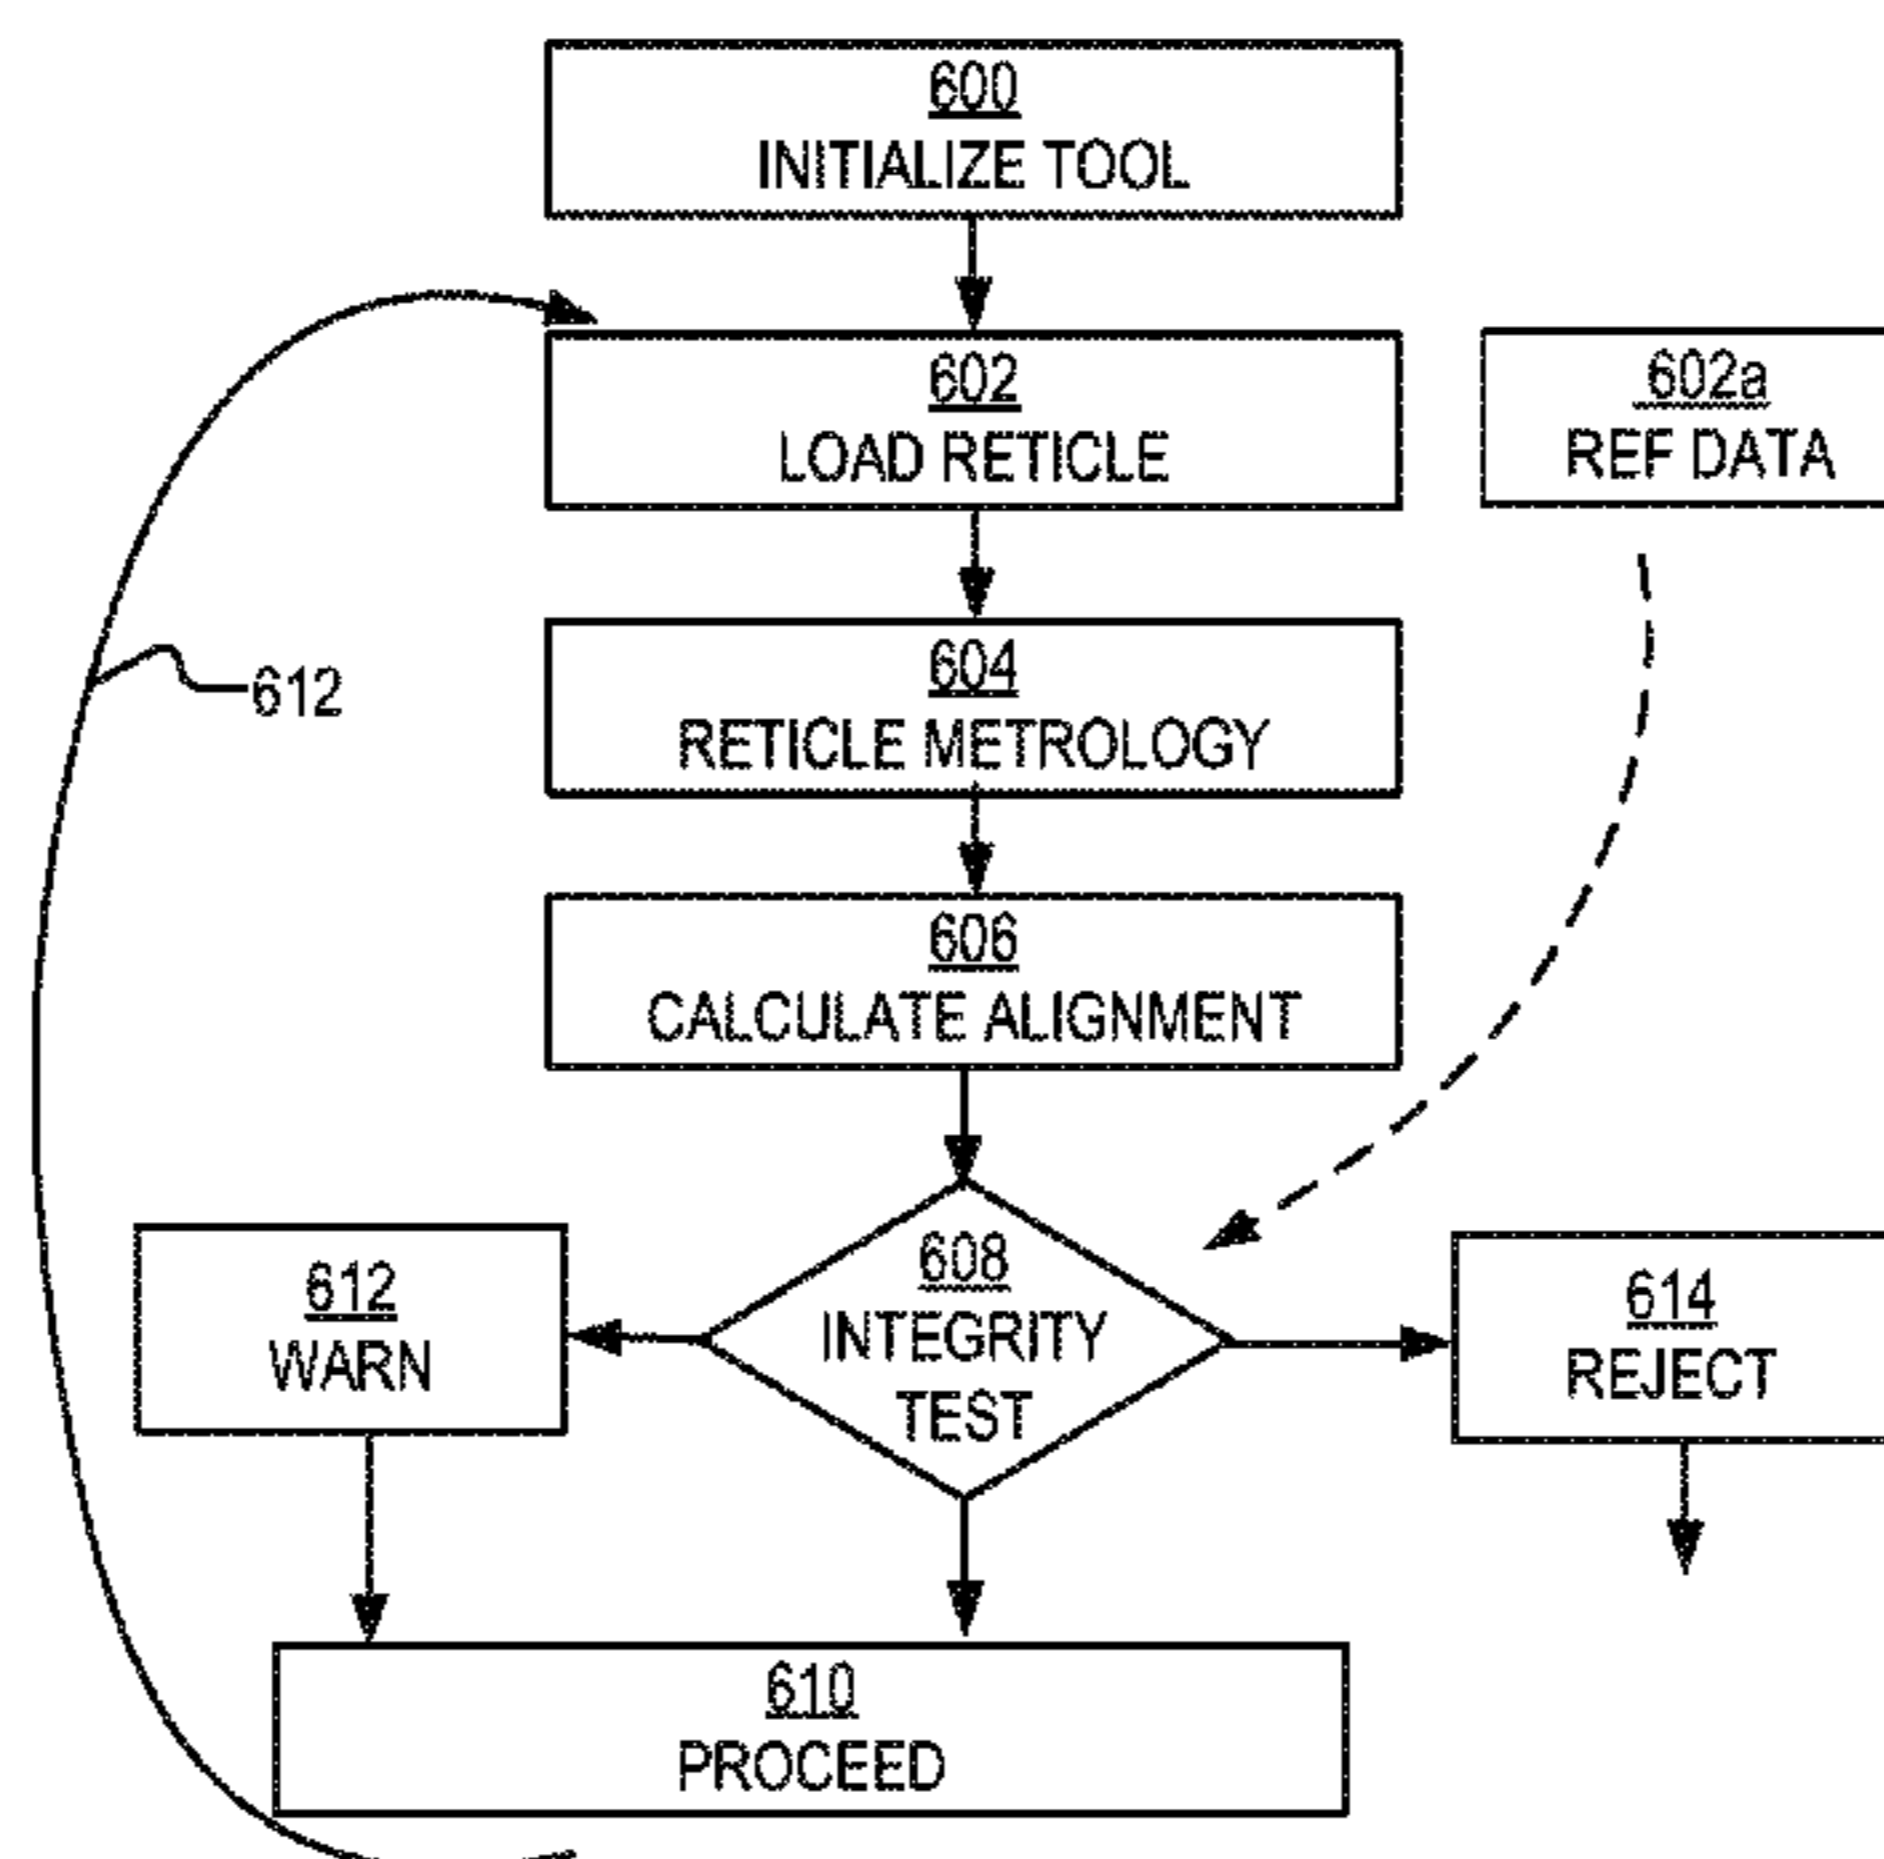 600
INITIALIZE TOOL
602
LOAD RETICLE
602a
REF DATA
604
RETICLE METROLOGY
612
606
CALCULATE ALIGNMENT
608
INTEGRITY
TEST
612
WARN
614
REJECT
610
PROCEED